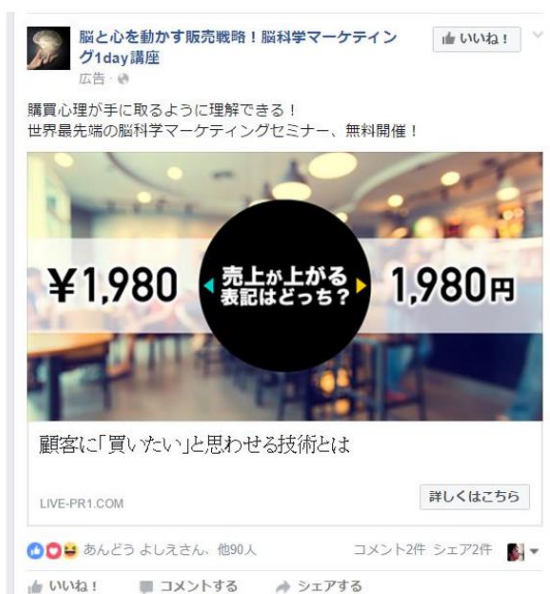 脳と心を動かす販売戦略！脳科学マーケティン
グ1day講座
いいね！
広告
購買心理が手に取るように理解できる！
世界最先端の脳科学マーケティングセミナー、無料開催！
¥1,980
売上が上がる
表記はどっち？
1,980円
顧客に「買いたい」と思わせる技術とは
LIVE-PR1.COM
詳しくはこちら
あんどう よしえさん、他90人
コメント2件 シェア2件
いいね！ コメントする シェアする